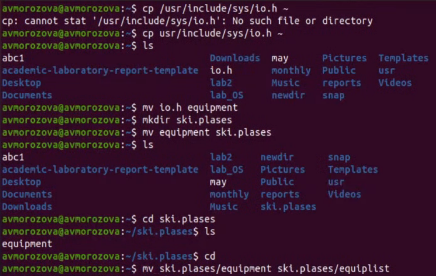 avmorozova@avmorozova:~$ cp /usr/include/sys/io.h ~
cp: cannot stat '/usr/include/sys/io.h': No such file or directory
avmorozova@avmorozova:~$ cp usr/include/sys/io.h ~
avmorozova@avmorozova:~$ ls
abc1 Downloads may Pictures Templates
academic-laboratory-report-template io.h monthly Public usr
Desktop lab2 Music reports Videos
Documents lab_OS newdir snap
avmorozova@avmorozova:~$ mv io.h equipment
avmorozova@avmorozova:~$ mkdir ski.plases
avmorozova@avmorozova:~$ mv equipment ski.plases
avmorozova@avmorozova:~$ ls
abc1 lab2 newdir snap
academic-laboratory-report-template lab_OS Pictures Templates
Desktop may Public usr
Documents monthly reports Videos
Downloads Music ski.plases
avmorozova@avmorozova:~$ cd ski.plases
avmorozova@avmorozova:~/ski.plases$ ls
equipment
avmorozova@avmorozova:~/ski.plases$ cd
avmorozova@avmorozova:~$ mv ski.plases/equipment ski.plases/equiplist